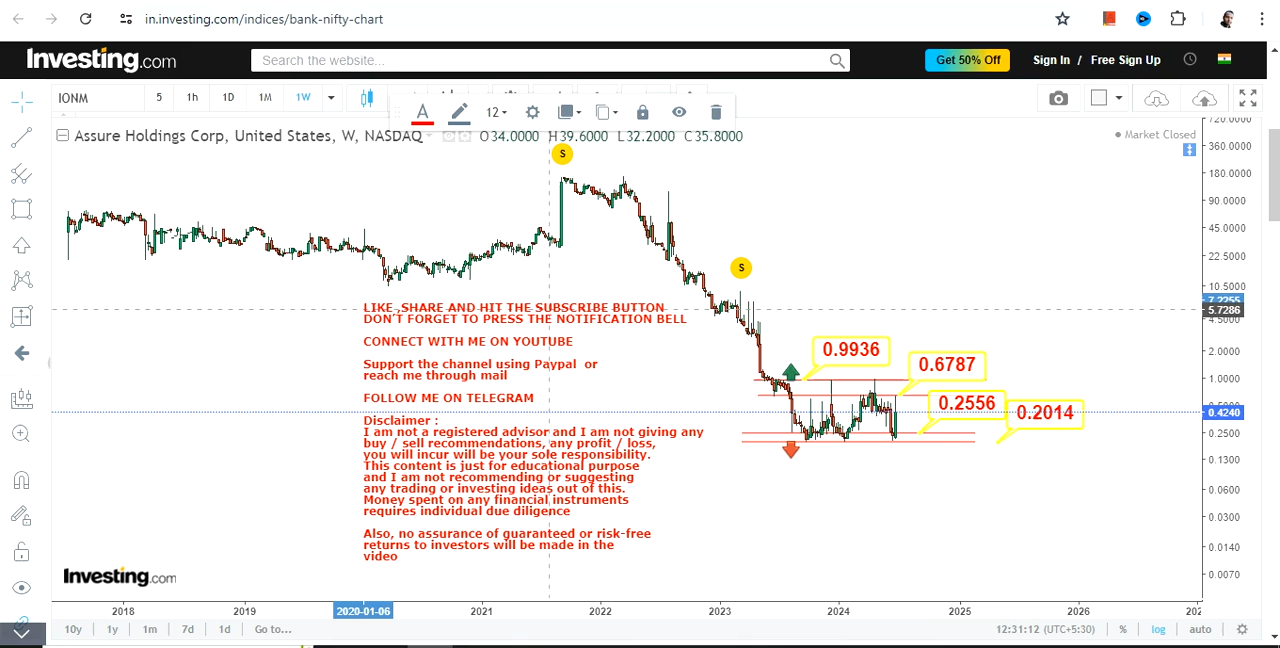 in.investing.com/indices/bank-nifty-chart
Investing.com
Search the website...
Get 50% Off
Sign In / Free Sign Up
IONM 5 1h 1D 1M 1W
12
Assure Holdings Corp, United States, W, NASDAQ O34.0000 H39.6000 L32.2000 C35.8000
Market Closed
S
S
720.0000
360.0000
180.0000
90.0000
45.0000
22.5000
10.5000
7.2255
5.7286
4.5000
2.0000
1.0000
0.4240
0.2500
0.1300
0.0600
0.0300
0.0140
0.0070
LIKE ,SHARE AND HIT THE SUBSCRIBE BUTTON
DON'T FORGET TO PRESS THE NOTIFICATION BELL
CONNECT WITH ME ON YOUTUBE
Support the channel using Paypal or
reach me through mail
FOLLOW ME ON TELEGRAM
Disclaimer :
I am not a registered advisor and I am not giving any
buy / sell recommendations, any profit / loss,
you will incur will be your sole responsibility.
This content is just for educational purpose
and I am not recommending or suggesting
any trading or investing ideas out of this.
Money spent on any financial instruments
requires individual due diligence
Also, no assurance of guaranteed or risk-free
returns to investors will be made in the
video
0.9936
0.6787
0.2556
0.2014
Investing.com
2018 2019 2020-01-06 2021 2022 2023 2024 2025 2026
10y 1y 1m 7d 1d Go to... 12:31:12 (UTC+5:30) % log auto